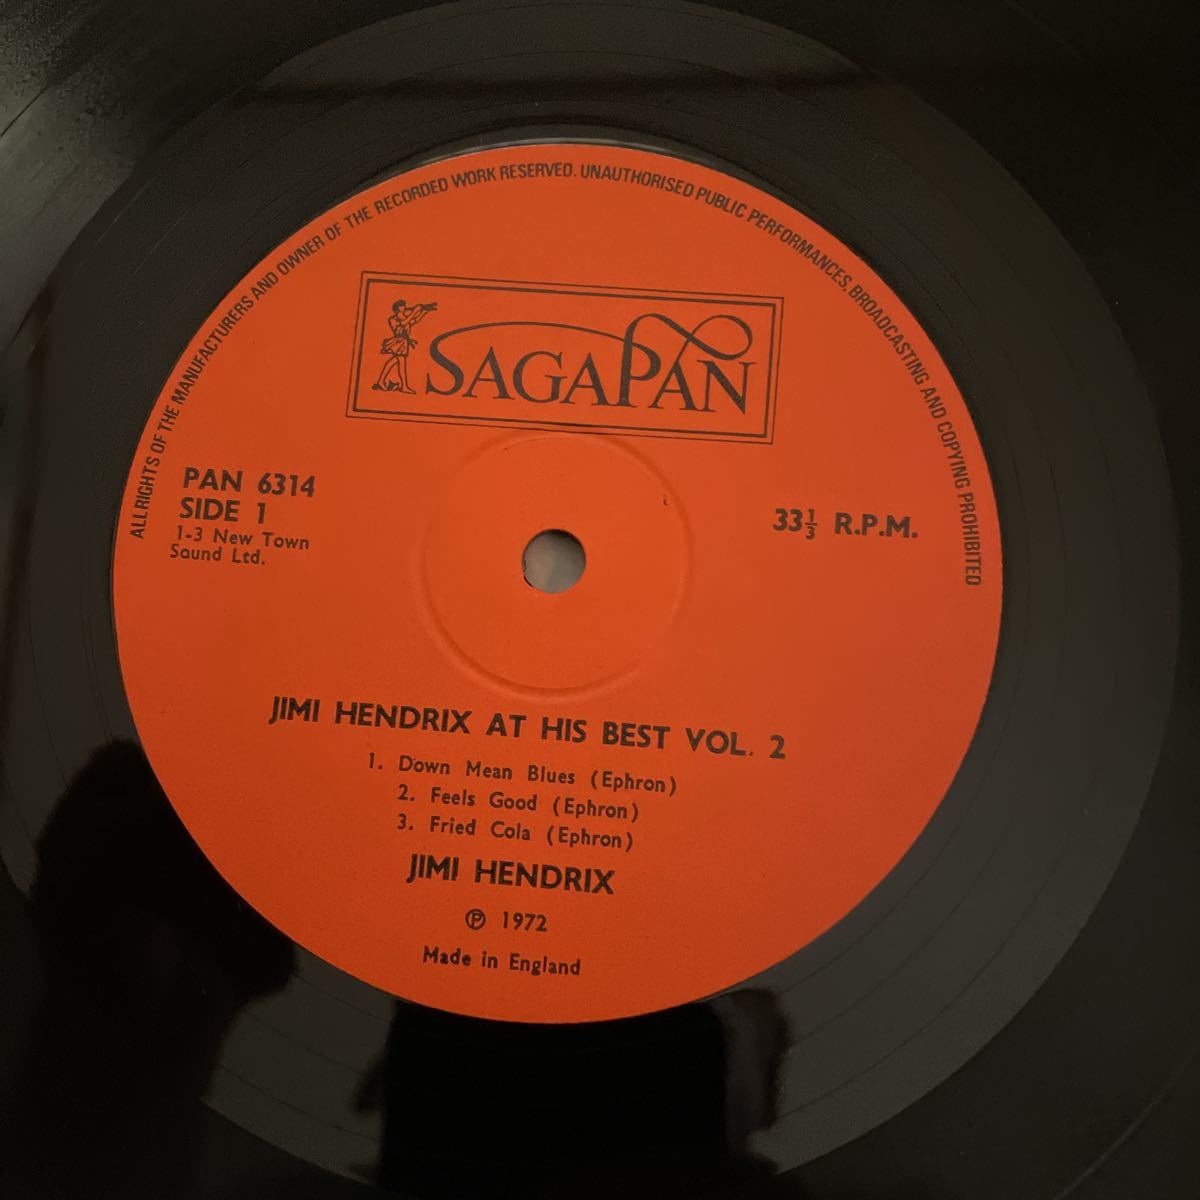 ALL RIGHTS OF THE MANUFACTURERS AND OWNER OF THE RECORDED WORK RESERVED. UNAUTHORISED PUBLIC PERFORMANCES, BROADCASTING AND COPYING PROHIBITED
SAGAPAN
PAN 6314
SIDE 1
1-3 New Town
Sound Ltd.
33⅓ R.P.M.
JIMI HENDRIX AT HIS BEST VOL. 2
1. Down Mean Blues (Ephron)
2. Feels Good (Ephron)
3. Fried Cola (Ephron)
JIMI HENDRIX
℗ 1972
Made in England